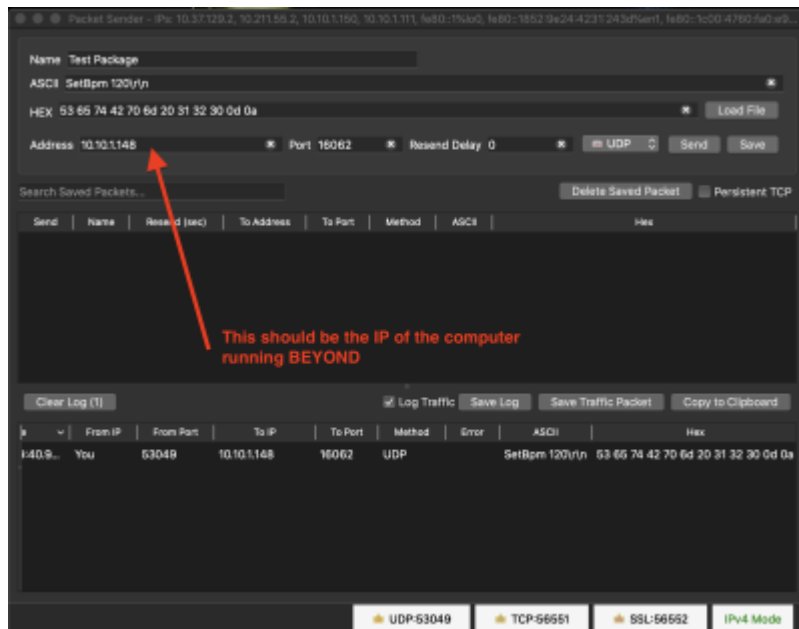 Packet Sender - IPs: 10.37.129.2, 10.211.55.2, 10.10.1.150, 10.10.1.111,
Name Test Package
ASCII SetBpm 120\r\n
HEX 53 65 74 42 70 6d 20 31 32 30 0d 0a Load File
Address 10.10.1.148 Port 16062 Resend Delay 0 UDP Send Save
Search Saved Packets... Delete Saved Packet Persistent TCP
Send Name Resend (sec) To Address To Port Method ASCII Hex
This should be the IP of the computer
running BEYOND
Clear Log (1) Log Traffic Save Log Save Traffic Packet Copy to Clipboard
From IP From Port To IP To Port Method Error ASCII Hex
You 53049 10.10.1.148 16062 UDP SetBpm 120\r\n 53 65 74 42 70 6d 20 31 32 30 0d 0a
UDP:53049 TCP:56551 SSL:56552 IPv4 Mode